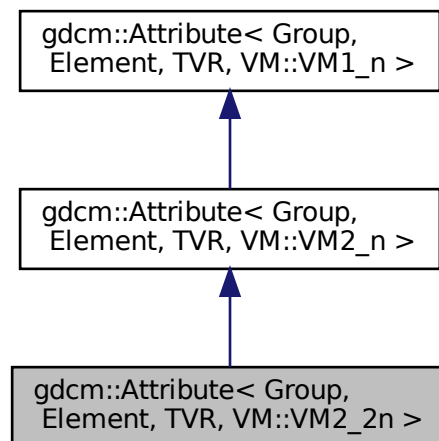 gdcm::Attribute< Group,
Element, TVR, VM::VM1_n >
gdcm::Attribute< Group,
Element, TVR, VM::VM2_n >
gdcm::Attribute< Group,
Element, TVR, VM::VM2_2n >